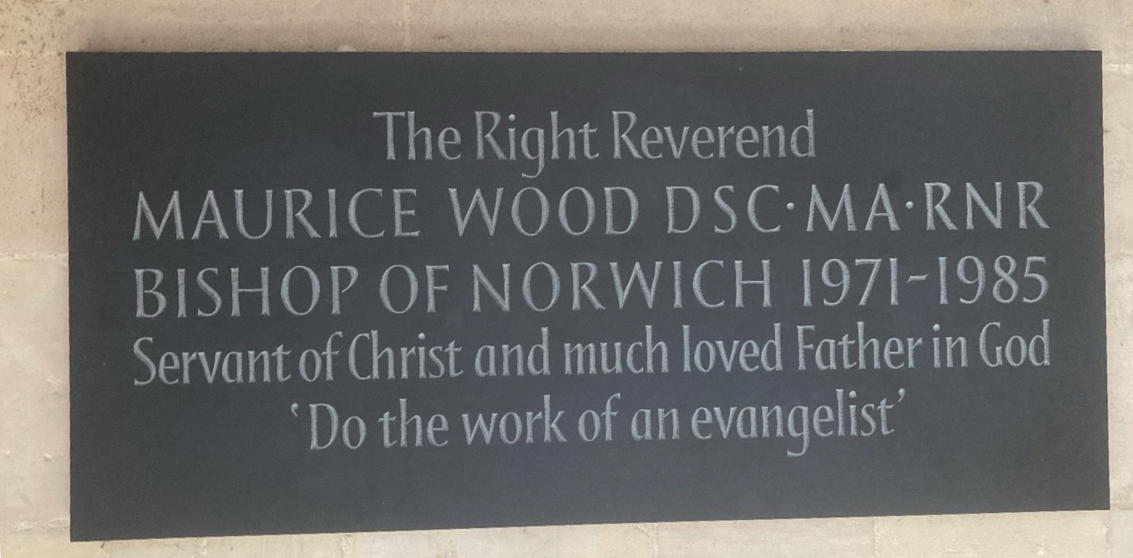 The Right Reverend
MAURICE WOOD DSC·MA·RNR
BISHOP OF NORWICH 1971-1985
Servant of Christ and much loved Father in God
‘Do the work of an evangelist’